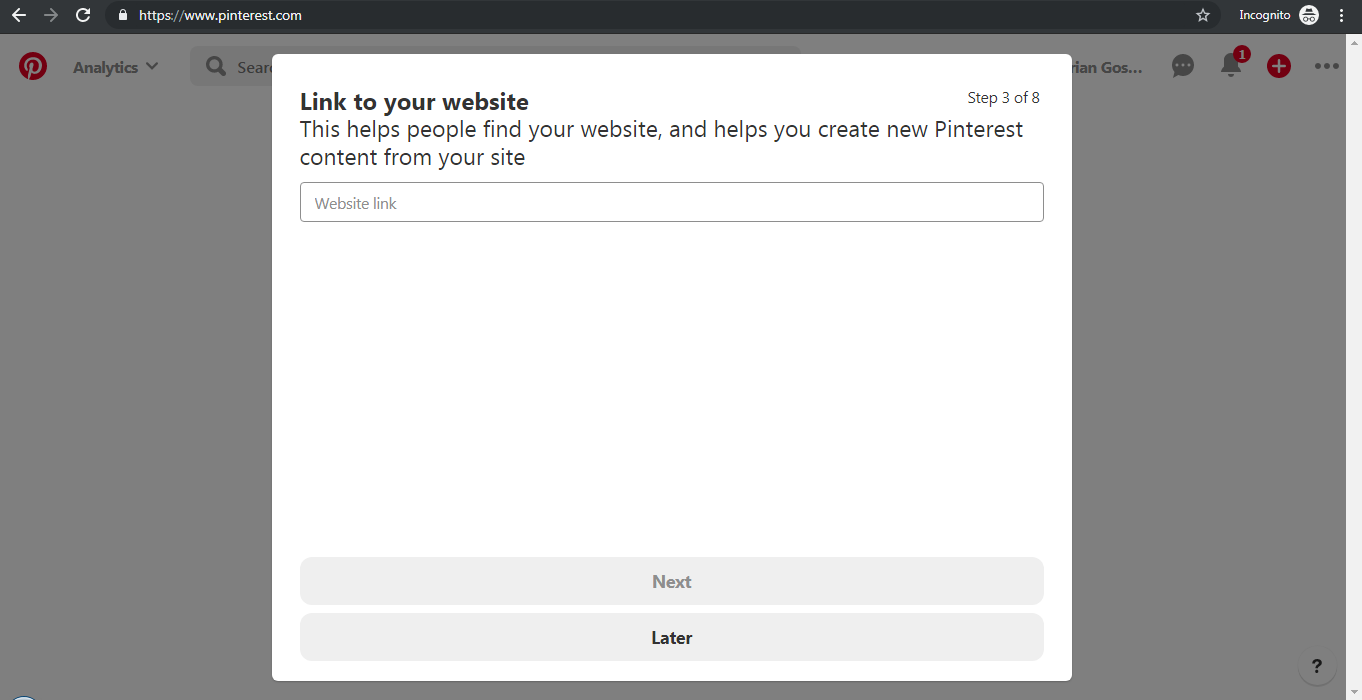 https://www.pinterest.com
Incognito
Analytics
Sear
rian Gos...
1
Link to your website
Step 3 of 8
This helps people find your website, and helps you create new Pinterest
content from your site
Website link
Next
Later
?